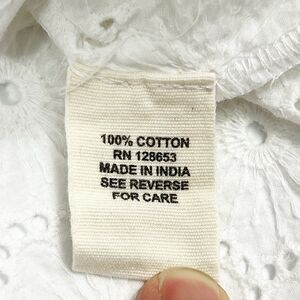 100% COTTON
RN 128653
MADE IN INDIA
SEE REVERSE
FOR CARE